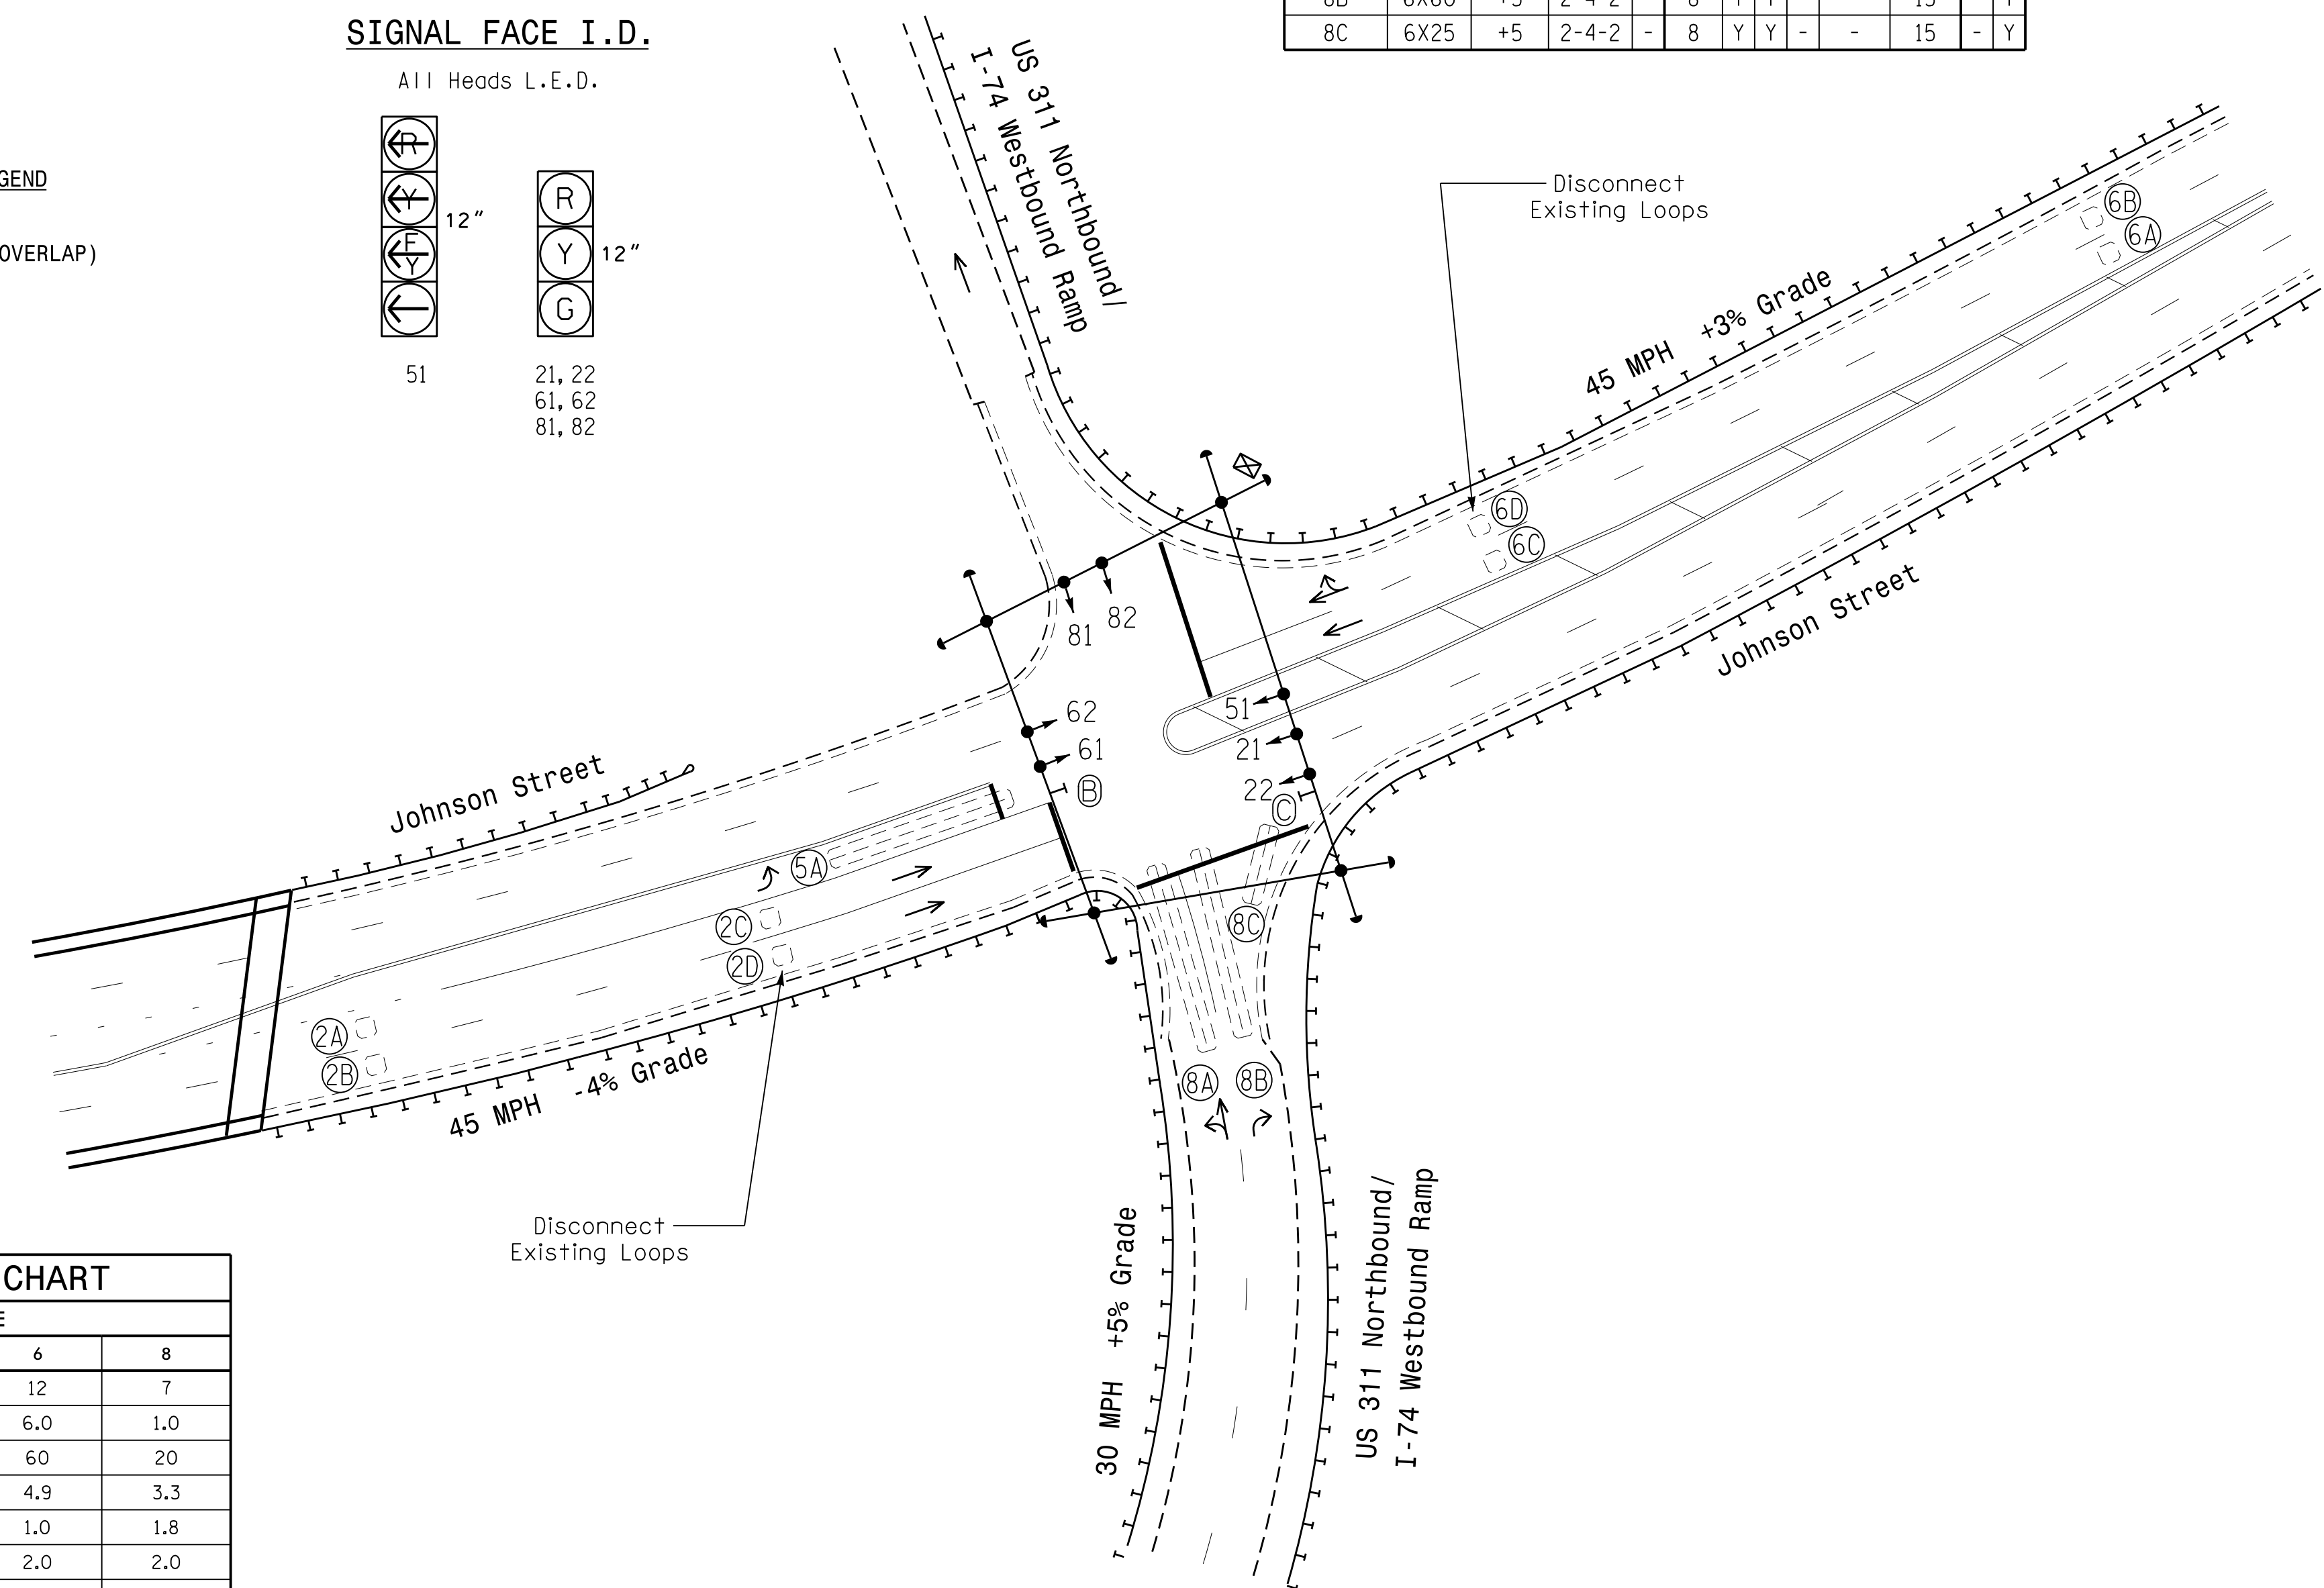 8C 6X25 +5 2-4-2 - 8 Y Y - - 15 - Y
SIGNAL FACE I.D.
All Heads L.E.D.
R
Y
F
Y
12"
R
Y
G
12"
51
21, 22
61, 62
81, 82
GEND
OVERLAP)
US 311 Northbound/
I-74 Westbound Ramp
Disconnect
Existing Loops
6B
6A
45 MPH +3% Grade
6D
6C
Johnson Street
82
81
62
61
B
51
21
22
C
Johnson Street
5A
2C
2D
8C
2A
2B
45 MPH -4% Grade
8A
8B
Disconnect
Existing Loops
30 MPH +5% Grade
US 311 Northbound/
I-74 Westbound Ramp
CHART
E
6 8
12 7
6.0 1.0
60 20
4.9 3.3
1.0 1.8
2.0 2.0